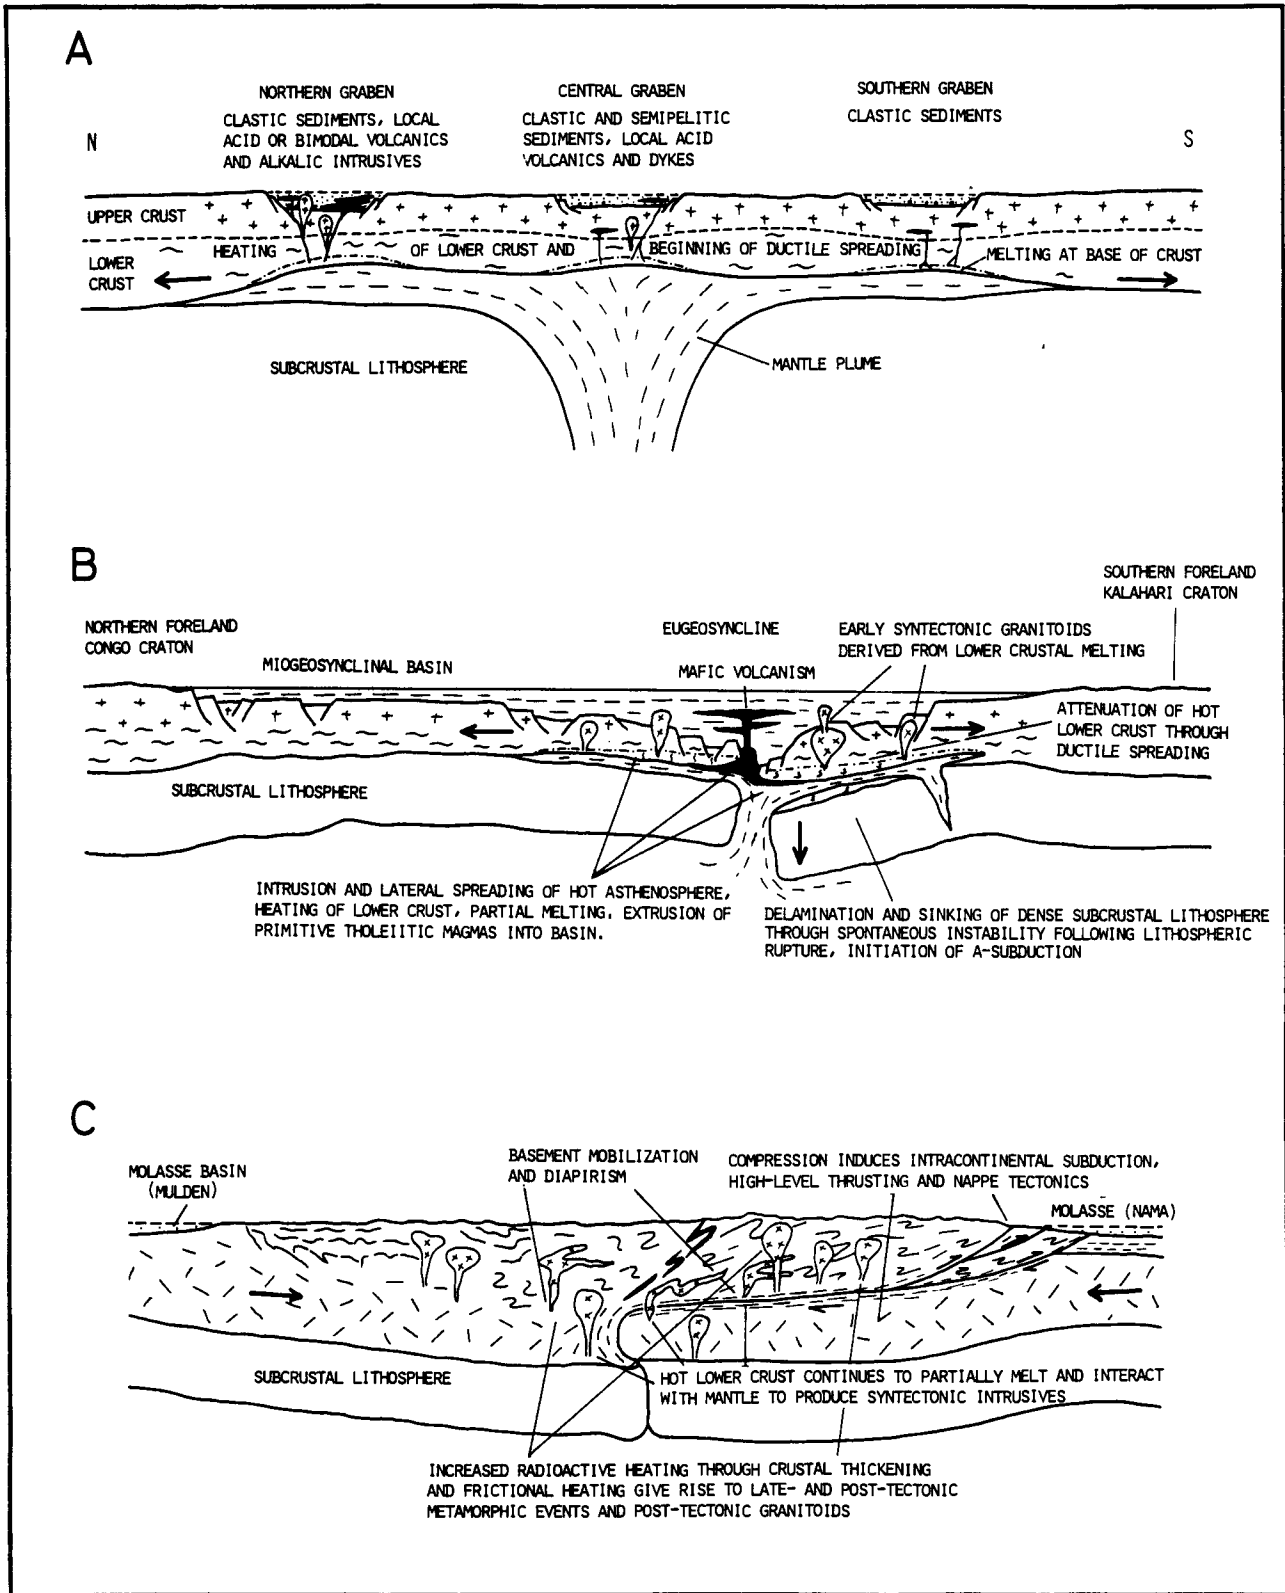 A
NORTHERN GRABEN
CLASTIC SEDIMENTS, LOCAL
ACID OR BIMODAL VOLCANICS
AND ALKALIC INTRUSIVES
CENTRAL GRABEN
CLASTIC AND SEMIPELITIC
SEDIMENTS, LOCAL ACID
VOLCANICS AND DYKES
SOUTHERN GRABEN
CLASTIC SEDIMENTS
N
S
UPPER CRUST
HEATING OF LOWER CRUST AND BEGINNING OF DUCTILE SPREADING
MELTING AT BASE OF CRUST
LOWER
CRUST
SUBCRUSTAL LITHOSPHERE
MANTLE PLUME
B
SOUTHERN FORELAND
KALAHARI CRATON
NORTHERN FORELAND
CONGO CRATON
MIOGEOSYNCLINAL BASIN
EUGEOSYNCLINE
MAFIC VOLCANISM
EARLY SYNTECTONIC GRANITOIDS
DERIVED FROM LOWER CRUSTAL MELTING
ATTENUATION OF HOT
LOWER CRUST THROUGH
DUCTILE SPREADING
SUBCRUSTAL LITHOSPHERE
INTRUSION AND LATERAL SPREADING OF HOT ASTHENOSPHERE,
HEATING OF LOWER CRUST, PARTIAL MELTING. EXTRUSION OF
PRIMITIVE THOLEIITIC MAGMAS INTO BASIN.
DELAMINATION AND SINKING OF DENSE SUBCRUSTAL LITHOSPHERE
THROUGH SPONTANEOUS INSTABILITY FOLLOWING LITHOSPHERIC
RUPTURE, INITIATION OF A-SUBDUCTION
C
MOLASSE BASIN
(MULDEN)
BASEMENT MOBILIZATION
AND DIAPIRISM
COMPRESSION INDUCES INTRACONTINENTAL SUBDUCTION,
HIGH-LEVEL THRUSTING AND NAPPE TECTONICS
MOLASSE (NAMA)
SUBCRUSTAL LITHOSPHERE
HOT LOWER CRUST CONTINUES TO PARTIALLY MELT AND INTERACT
WITH MANTLE TO PRODUCE SYNTECTONIC INTRUSIVES
INCREASED RADIOACTIVE HEATING THROUGH CRUSTAL THICKENING
AND FRICTIONAL HEATING GIVE RISE TO LATE- AND POST-TECTONIC
METAMORPHIC EVENTS AND POST-TECTONIC GRANITOIDS